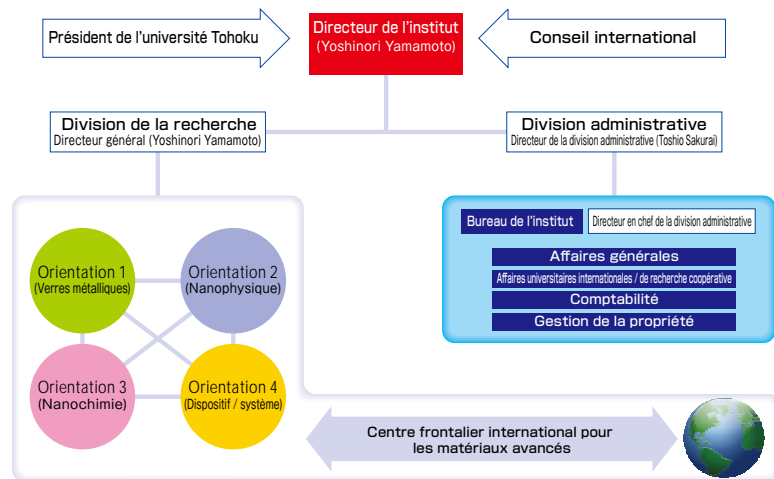 Président de l'université Tohoku
Directeur de l'institut
(Yoshinori Yamamoto)
Conseil international
Division de la recherche
Directeur général (Yoshinori Yamamoto)
Division administrative
Directeur de la division administrative (Toshio Sakurai)
Bureau de l'institut
Directeur en chef de la division administrative
Affaires générales
Affaires universitaires internationales / de recherche coopérative
Comptabilité
Gestion de la propriété
Orientation 1
(Verres métalliques)
Orientation 2
(Nanophysique)
Orientation 3
(Nanochimie)
Orientation 4
(Dispositif / système)
Centre frontalier international pour
les matériaux avancés